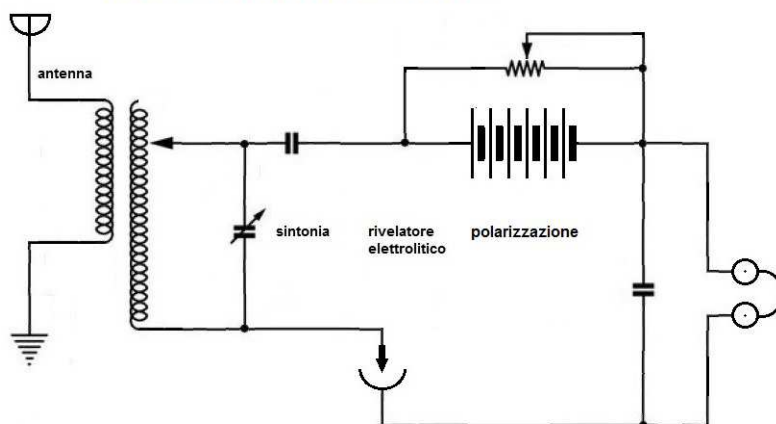 antenna
sintonia
rivelatore
elettrolitico
polarizzazione